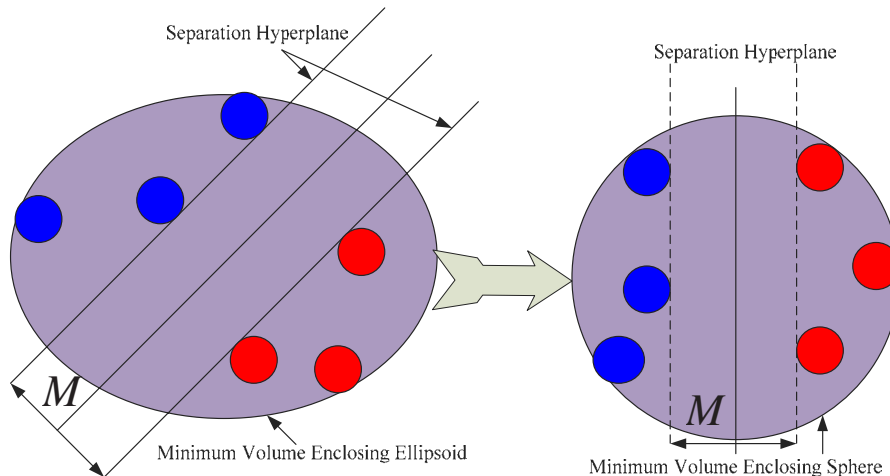 Separation Hyperplane
Separation Hyperplane
M
M
Minimum Volume Enclosing Ellipsoid
Minimum Volume Enclosing Sphere